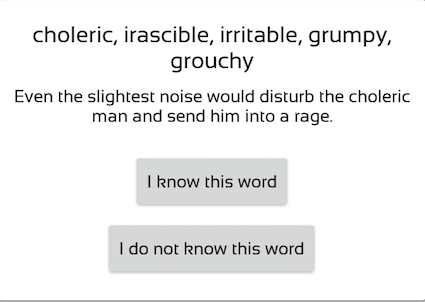 choleric, irascible, irritable, grumpy,
grouchy
Even the slightest noise would disturb the choleric
man and send him into a rage.
I know this word
I do not know this word